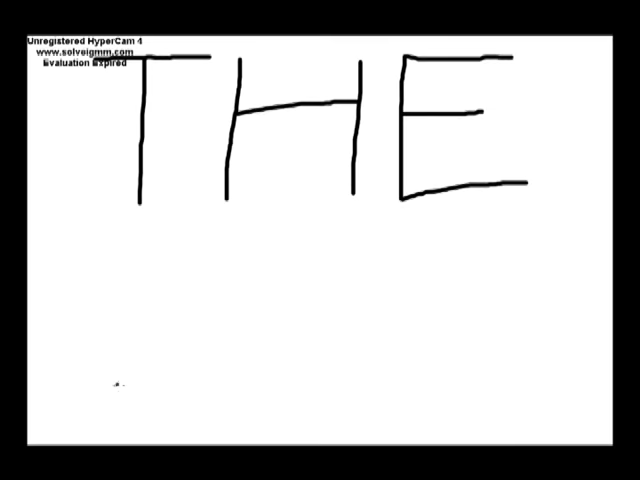 Unregistered HyperCam 4
www.solveigmm.com
Evaluation Expired
THE